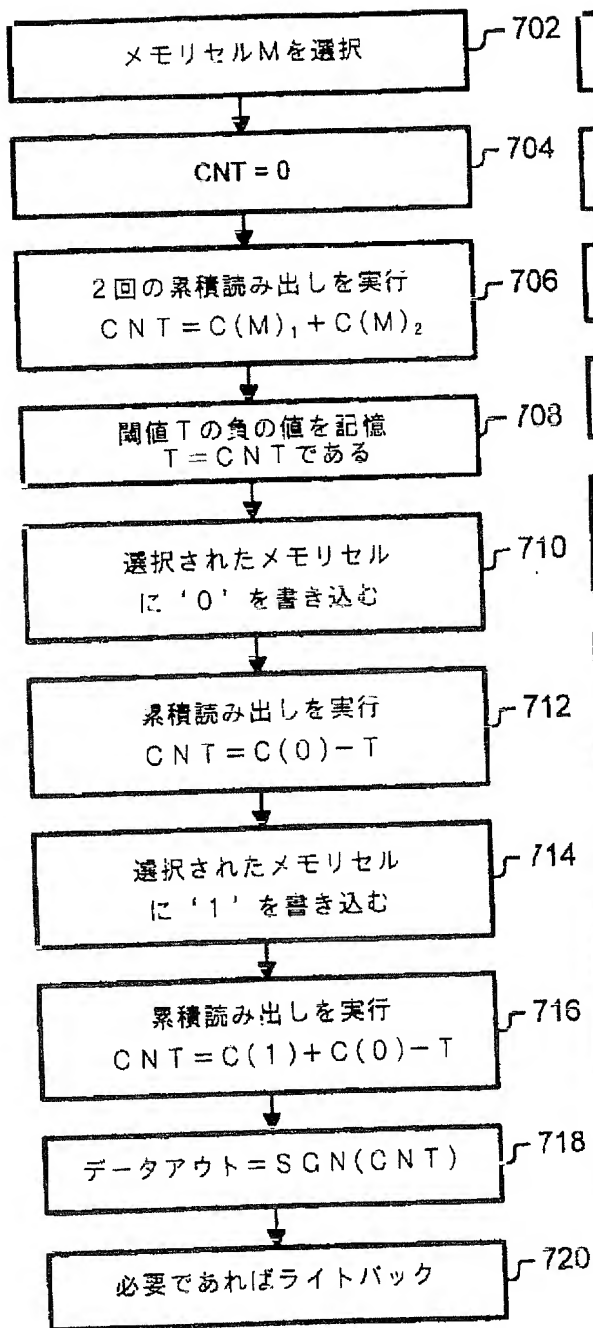 メモリセルMを選択
702
CNT = 0
704
2回の累積読み出しを実行
CNT=C(M)₁+C(M)₂
706
閾値Tの負の値を記憶
T=CNTである
708
選択されたメモリセル
に '0' を書き込む
710
累積読み出しを実行
CNT=C(0)−T
712
選択されたメモリセル
に '1' を書き込む
714
累積読み出しを実行
CNT=C(1)+C(0)−T
716
データアウト=SGN(CNT)
718
必要であればライトバック
720